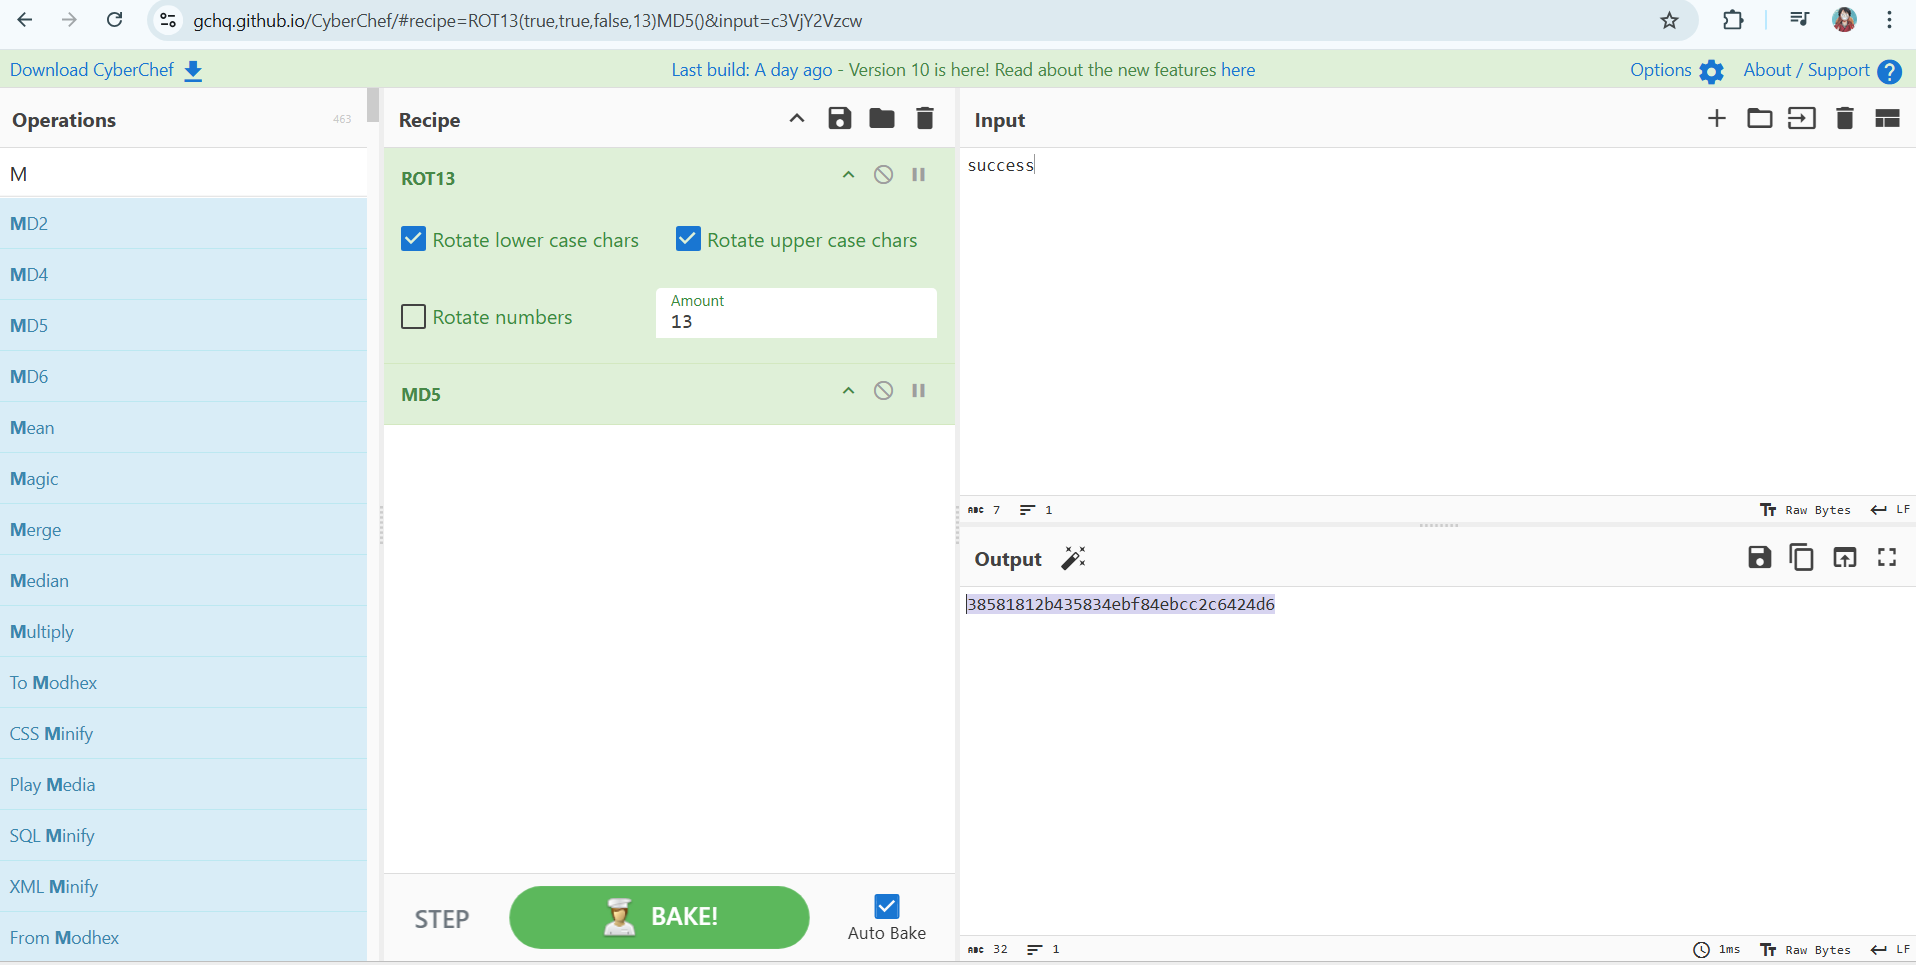 gchq.github.io/CyberChef/#recipe=ROT13(true,true,false,13)MD5()&input=c3VjY2Vzcw
Download CyberChef
Last build: A day ago - Version 10 is here! Read about the new features here
Options
About / Support
Operations
463
M
MD2
MD4
MD5
MD6
Mean
Magic
Merge
Median
Multiply
To Modhex
CSS Minify
Play Media
SQL Minify
XML Minify
From Modhex
Recipe
ROT13
Rotate lower case chars
Rotate upper case chars
Rotate numbers
Amount
13
MD5
STEP
BAKE!
Auto Bake
Input
success
ABC 7
1
Raw Bytes
LF
Output
38581812b435834ebf84ebcc2c6424d6
ABC 32
1
1ms
Raw Bytes
LF